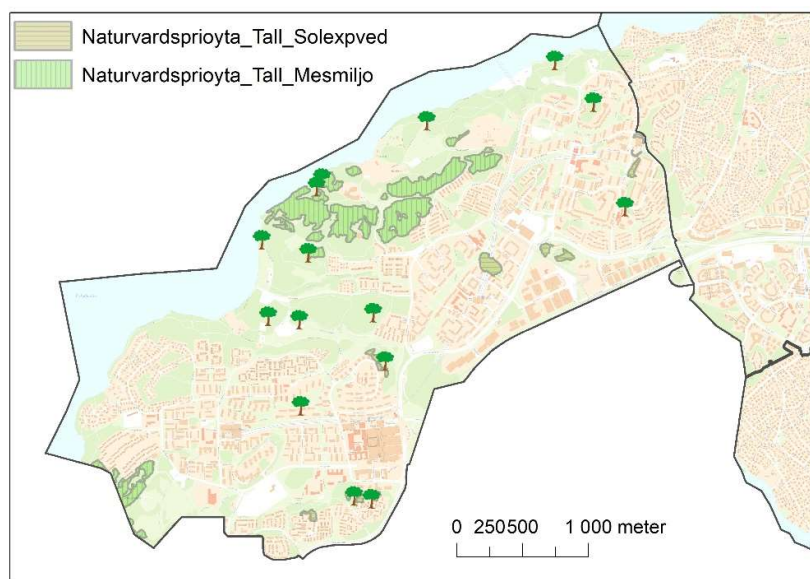 Naturvardsprioyta_Tall_Solexpved
Naturvardsprioyta_Tall_Mesmiljo
0 250500 1 000 meter